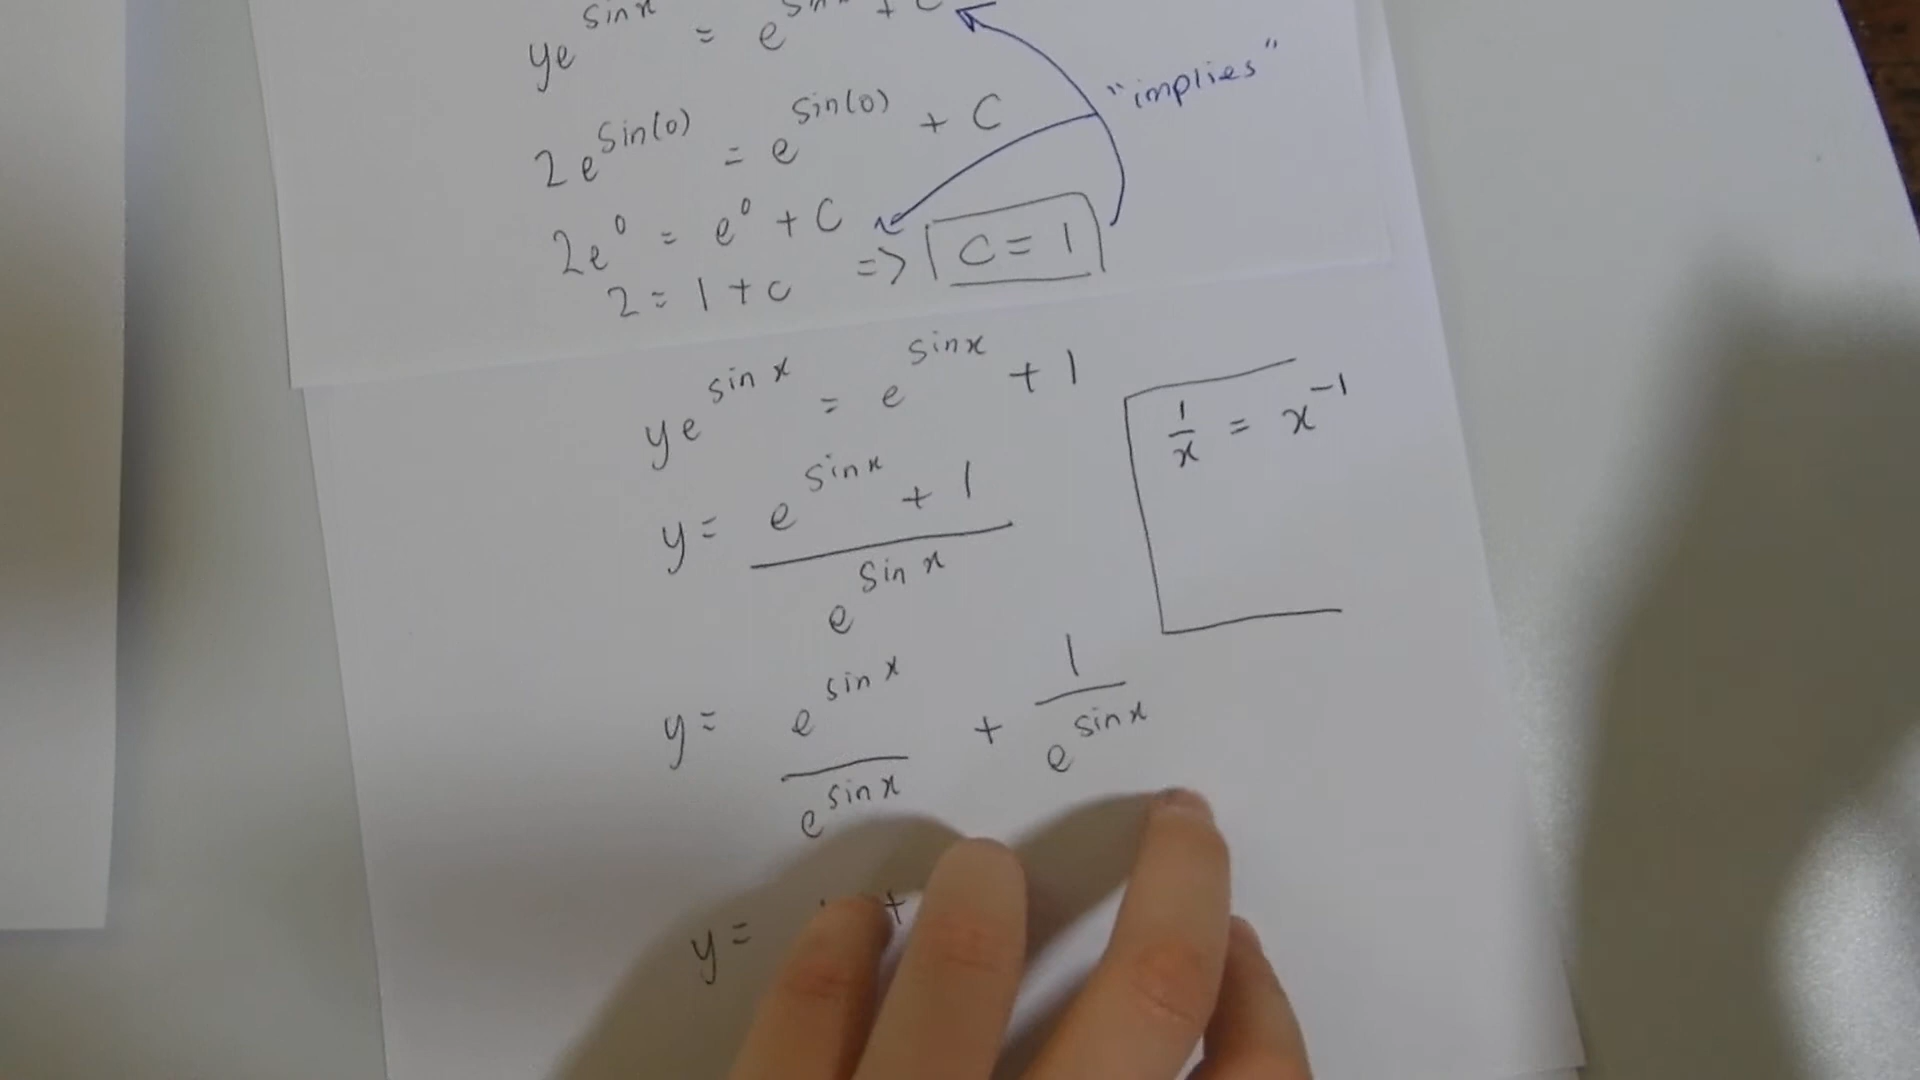 ye^sin x = e^sin x + C
"implies"
2e^sin(0) = e^sin(0) + C
2e^0 = e^0 + C
2 = 1 + c => C = 1
ye^sin x = e^sin x + 1
1/x = x^-1
y = (e^sin x + 1)/(e^sin x)
y = (e^sin x)/(e^sin x) + 1/(e^sin x)
y = +